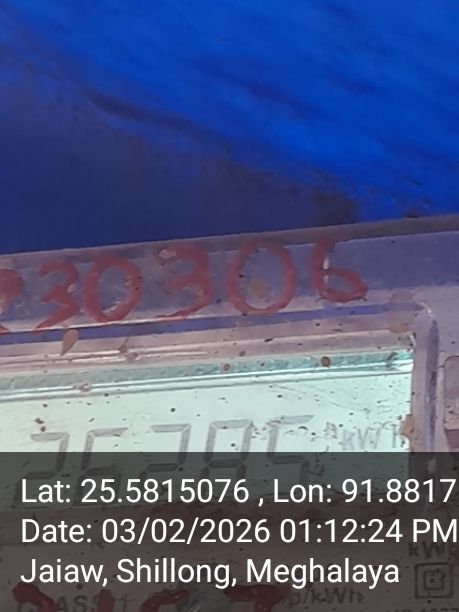 30306
kWh
Lat: 25.5815076 , Lon: 91.8817
Date: 03/02/2026 01:12:24 PM
Jaiaw, Shillong, Meghalaya
/kWh